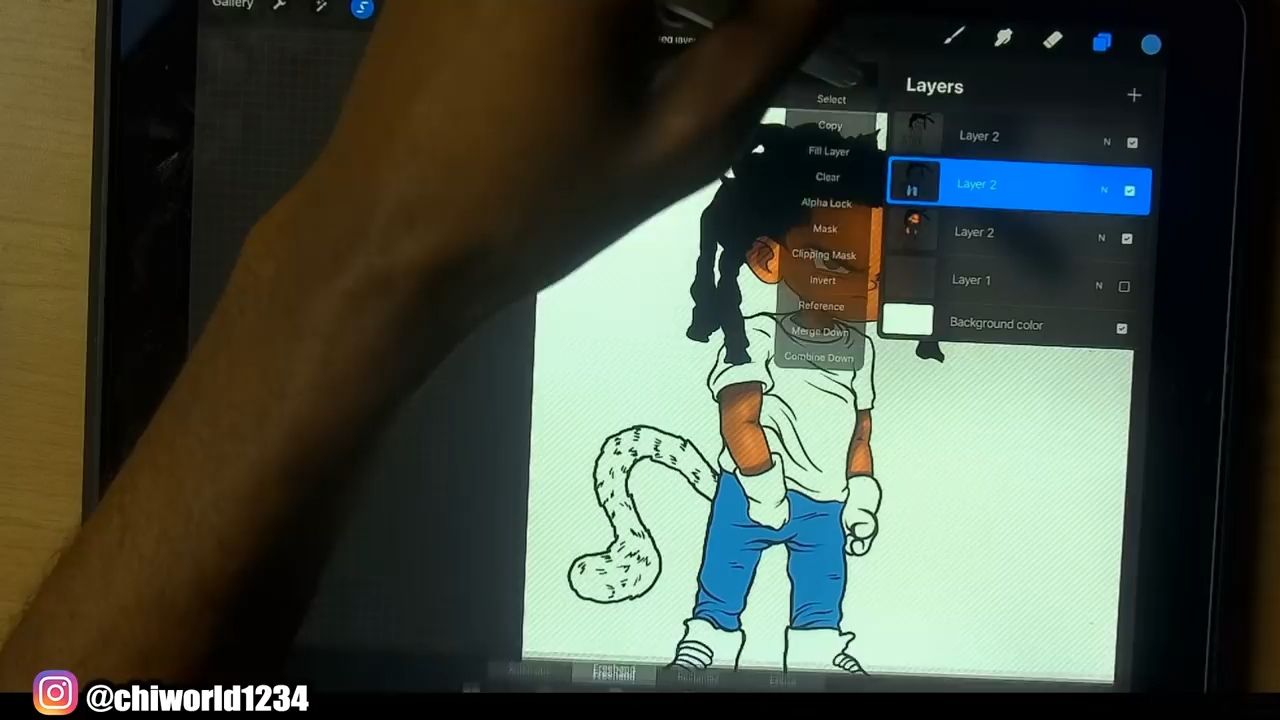 Gallery
Layers
Select
Copy
Fill Layer
Clear
Alpha Lock
Mask
Clipping Mask
Invert
Reference
Merge Down
Combine Down
Layer 2 N
Layer 2 N
Layer 2 N
Layer 1 N
Background color
Freehand
@chiworld1234